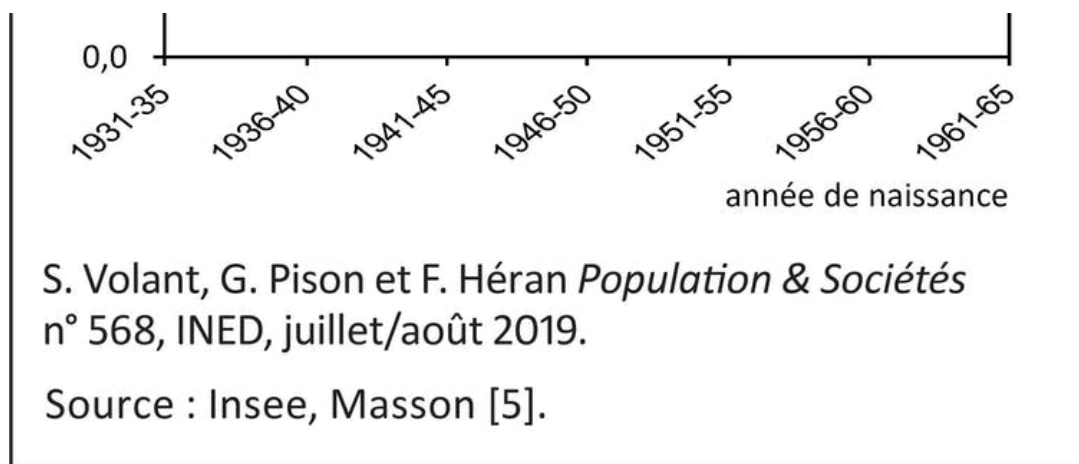 0,0
1931-35
1936-40
1941-45
1946-50
1951-55
1956-60
1961-65
année de naissance
S. Volant, G. Pison et F. Héran Population & Sociétés
n° 568, INED, juillet/août 2019.
Source : Insee, Masson [5].